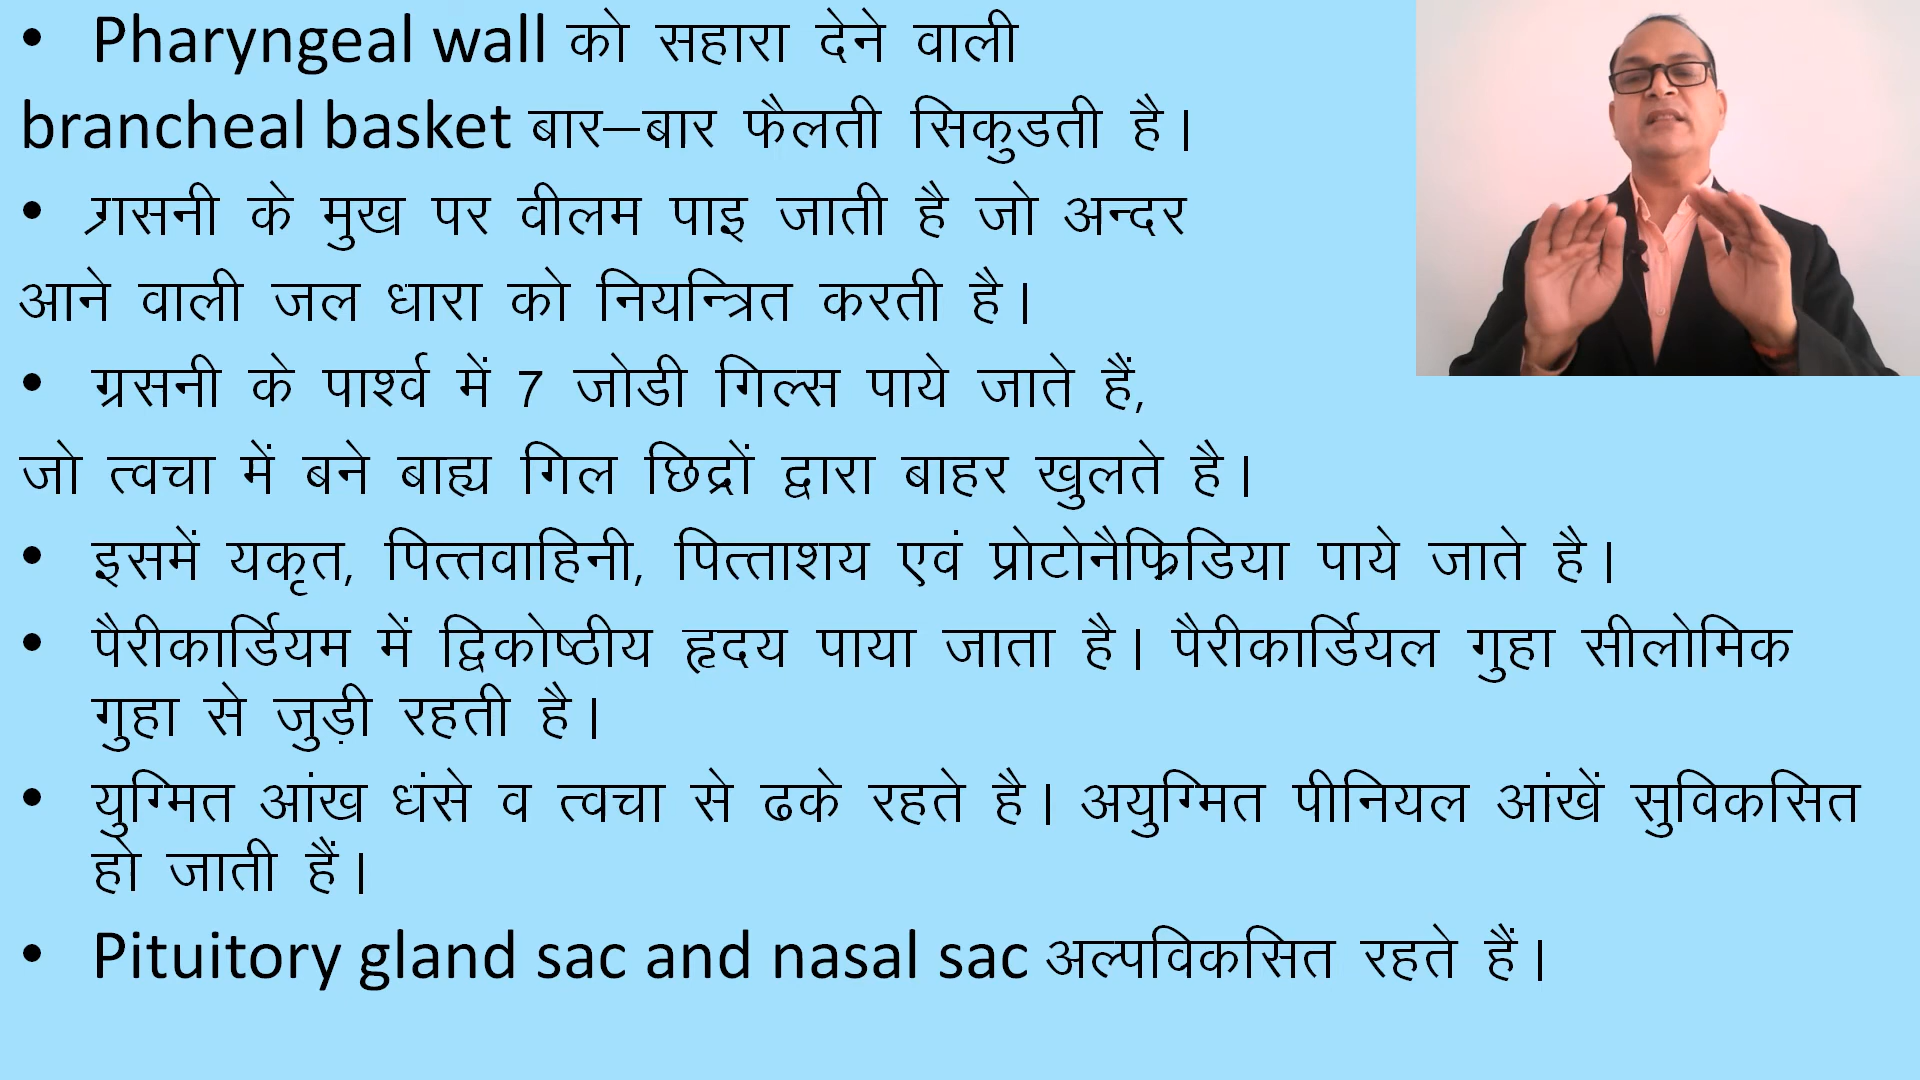 • Pharyngeal wall को सहारा देने वाली
brancheal basket बार–बार फैलती सिकुडती है।
• ग्रसनी के मुख पर वीलम पाइ जाती है जो अन्दर
आने वाली जल धारा को नियन्त्रित करती है।
• ग्रसनी के पार्श्व में 7 जोडी गिल्स पाये जाते हैं,
जो त्वचा में बने बाह्य गिल छिद्रों द्वारा बाहर खुलते है।
• इसमें यकृत, पित्तवाहिनी, पित्ताशय एवं प्रोटोनैफ्रिडिया पाये जाते है।
• पैरीकार्डियम में द्विकोष्ठीय हृदय पाया जाता है। पैरीकार्डियल गुहा सीलोमिक
गुहा से जुड़ी रहती है।
• युग्मित आंख धंसे व त्वचा से ढके रहते है। अयुग्मित पीनियल आंखें सुविकसित
हो जाती हैं।
• Pituitory gland sac and nasal sac अल्पविकसित रहते हैं।